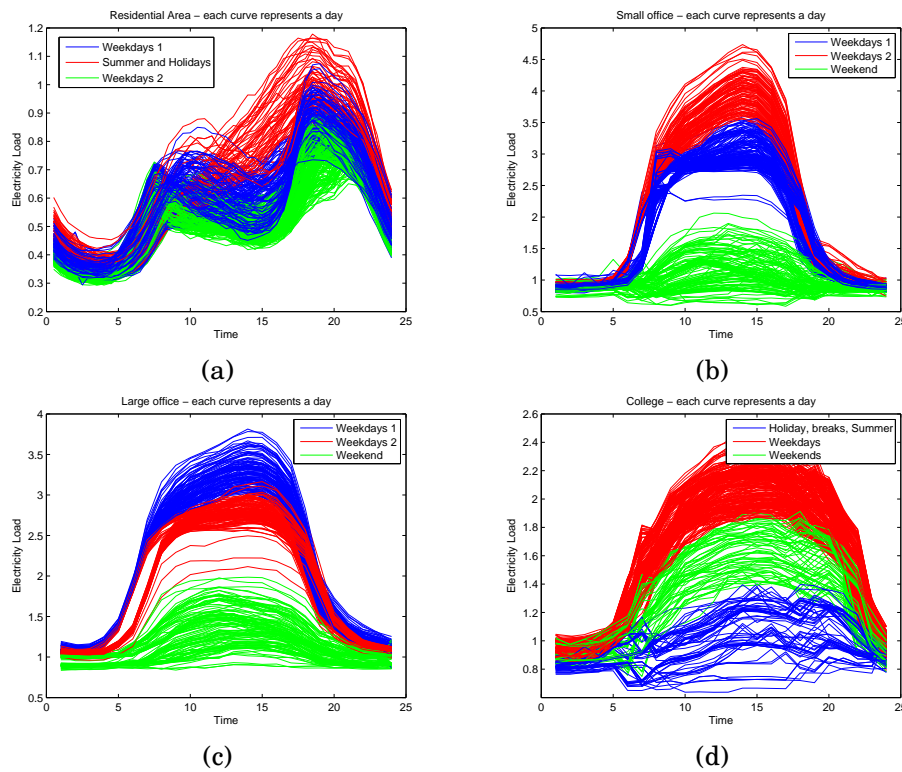 Residential Area − each curve represents a day
Weekdays 1
Summer and Holidays
Weekdays 2
Electricity Load
1.2
1.1
1
0.9
0.8
0.7
0.6
0.5
0.4
0.3
0.2
0 5 10 15 20 25
Time
(a)
Small office − each curve represents a day
Weekdays 1
Weekdays 2
Weekend
Electricity Load
5
4.5
4
3.5
3
2.5
2
1.5
1
0.5
0 5 10 15 20 25
Time
(b)
Large office − each curve represents a day
Weekdays 1
Weekdays 2
Weekend
Electricity Load
4
3.5
3
2.5
2
1.5
1
0.5
0 5 10 15 20 25
Time
(c)
College − each curve represents a day
Holiday, breaks, Summer
Weekdays
Weekends
Electricity Load
2.6
2.4
2.2
2
1.8
1.6
1.4
1.2
1
0.8
0 5 10 15 20 25
Time
(d)